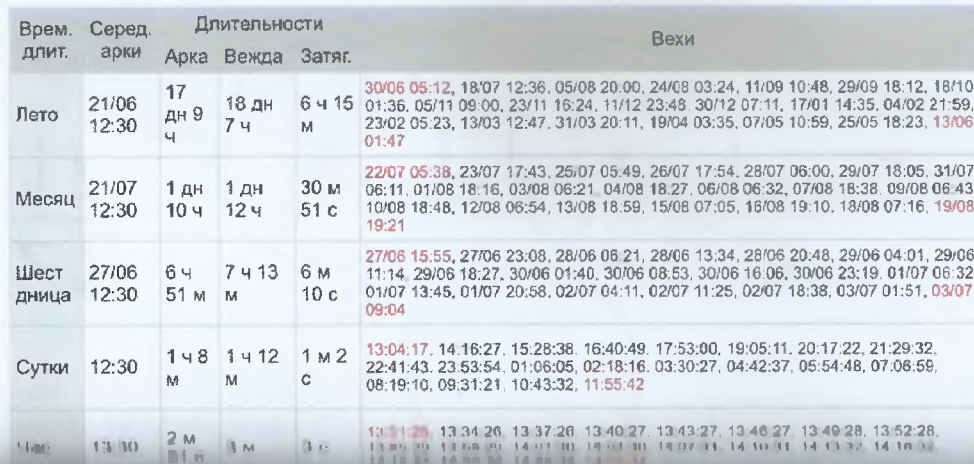 Врем. длит. Серед. арки Длительности Вехи
Арка Вежда Затяг.
Лето
21/06
12:30
17
дн 9
ч
18 дн
7 ч
6 ч 15
м
30/06 05:12, 18/07 12:36, 05/08 20:00, 24/08 03:24, 11/09 10:48, 29/09 18:12, 18/10
01:36, 05/11 09:00, 23/11 16:24, 11/12 23:48, 30/12 07:11, 17/01 14:35, 04/02 21:59,
23/02 05:23, 13/03 12:47, 31/03 20:11, 19/04 03:35, 07/05 10:59, 25/05 18:23, 13/06
01:47
Месяц
21/07
12:30
1 дн
10 ч
1 дн
12 ч
30 м
51 с
22/07 05:38, 23/07 17:43, 25/07 05:49, 26/07 17:54, 28/07 06:00, 29/07 18:05, 31/07
06:11, 01/08 18:16, 03/08 06:21, 04/08 18:27, 06/08 06:32, 07/08 18:38, 09/08 06:43
10/08 18:48, 12/08 06:54, 13/08 18:59, 15/08 07:05, 16/08 19:10, 18/08 07:16, 19/08
19:21
Шест
дница
27/06
12:30
6 ч
51 м
7 ч 13
м
6 м
10 с
27/06 15:55, 27/06 23:08, 28/06 06:21, 28/06 13:34, 28/06 20:48, 29/06 04:01, 29/06
11:14, 29/06 18:27, 30/06 01:40, 30/06 08:53, 30/06 16:06, 30/06 23:19, 01/07 06:32
01/07 13:45, 01/07 20:58, 02/07 04:11, 02/07 11:25, 02/07 18:38, 03/07 01:51, 03/07
09:04
Сутки
12:30
1 ч 8
м
1 ч 12
м
1 м 2
с
13:04:17, 14:16:27, 15:28:38, 16:40:49, 17:53:00, 19:05:11, 20:17:22, 21:29:32,
22:41:43, 23:53:54, 01:06:05, 02:18:16, 03:30:27, 04:42:37, 05:54:48, 07:06:59,
08:19:10, 09:31:21, 10:43:32, 11:55:42
2 м
13:34:26, 13:37:26, 13:40:27, 13:43:27, 13:46:27, 13:49:28, 13:52:28,